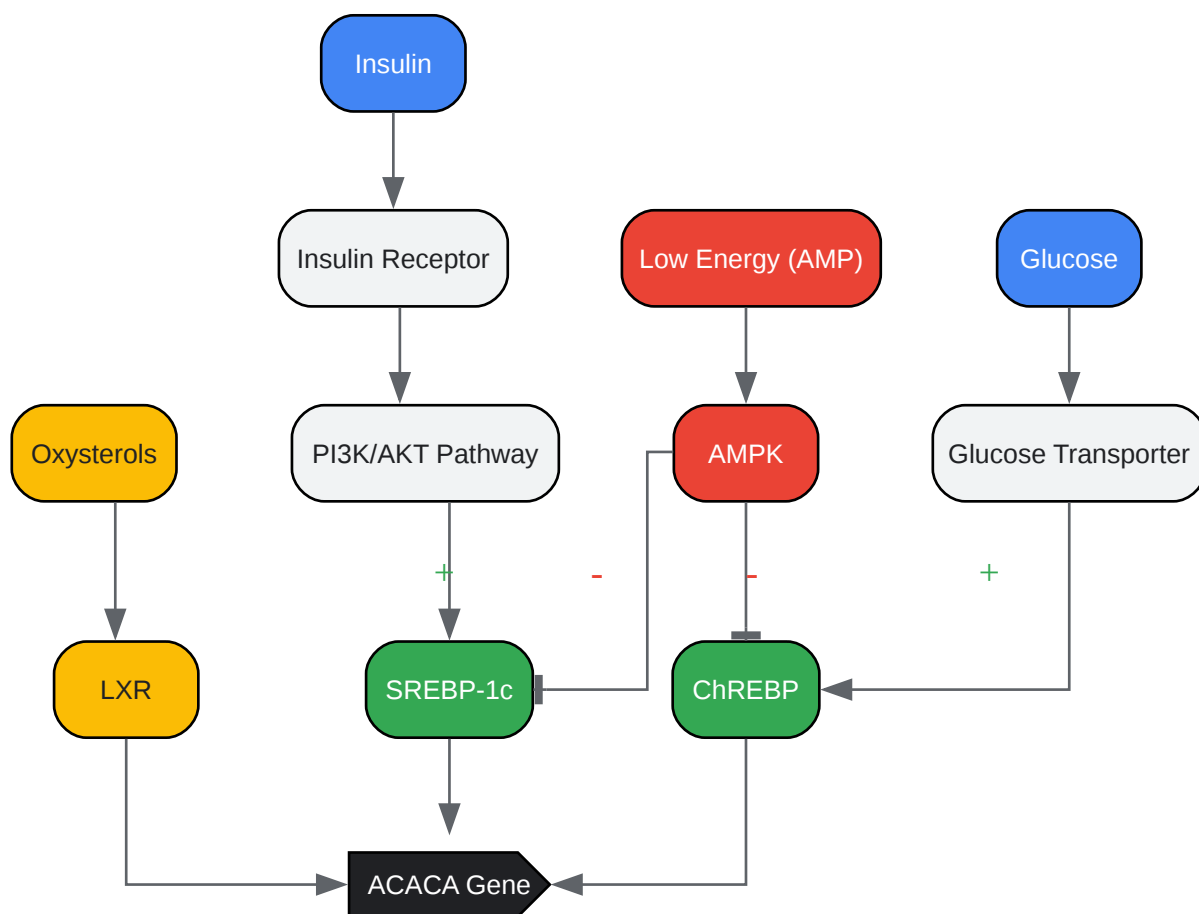 Insulin
Insulin Receptor
Low Energy (AMP)
Glucose
Oxysterols
PI3K/AKT Pathway
AMPK
Glucose Transporter
+
-
-
+
LXR
SREBP-1c
ChREBP
ACACA Gene